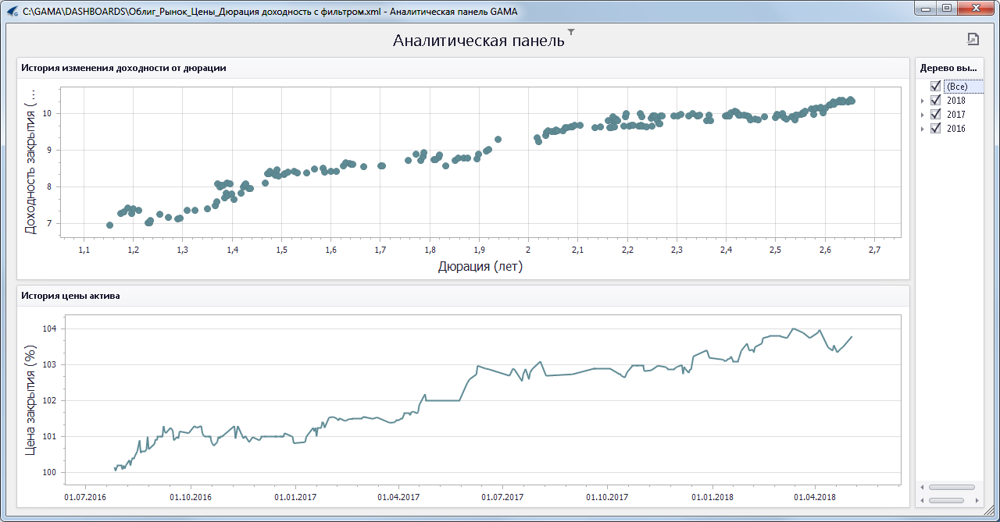 C:\GAMA\DASHBOARDS\Облиг_Рынок_Цены_Дюрация доходность с фильтром.xml - Аналитическая панель GAMA
Аналитическая панель
История изменения доходности от дюрации
Дерево вы...
(Все)
2018
2017
2016
Доходность закрытия ( ...
10
9
8
7
1,1 1,2 1,3 1,4 1,5 1,6 1,7 1,8 1,9 2 2,1 2,2 2,3 2,4 2,5 2,6 2,7
Дюрация (лет)
История цены актива
Цена закрытия (%)
104
103
102
101
100
01.07.2016 01.10.2016 01.01.2017 01.04.2017 01.07.2017 01.10.2017 01.01.2018 01.04.2018